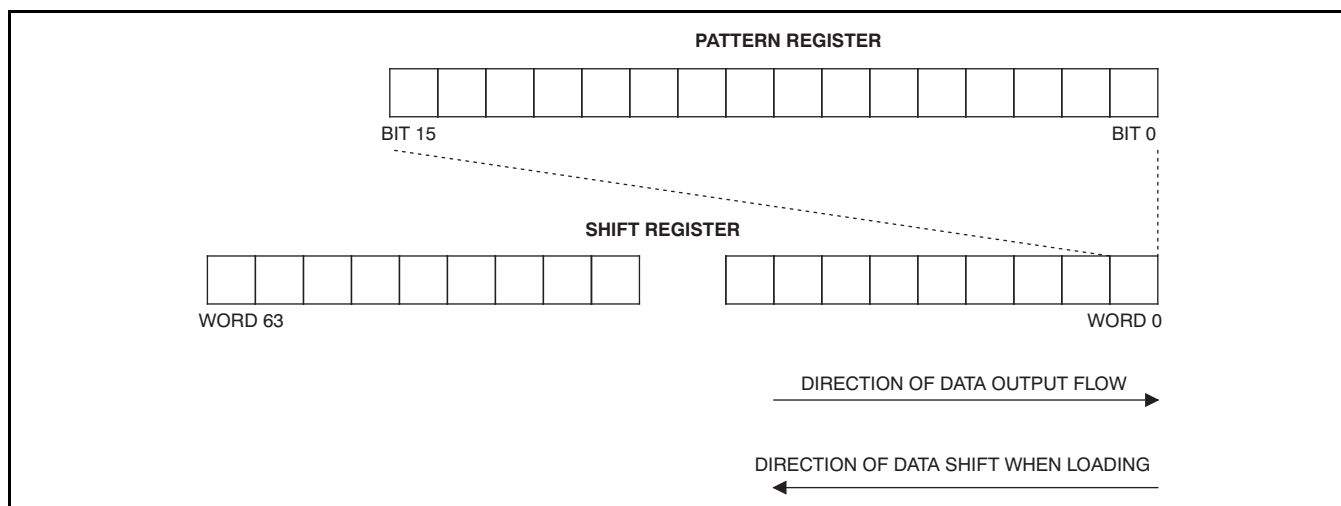 PATTERN REGISTER
BIT 15
BIT 0
SHIFT REGISTER
WORD 63
WORD 0
DIRECTION OF DATA OUTPUT FLOW
DIRECTION OF DATA SHIFT WHEN LOADING